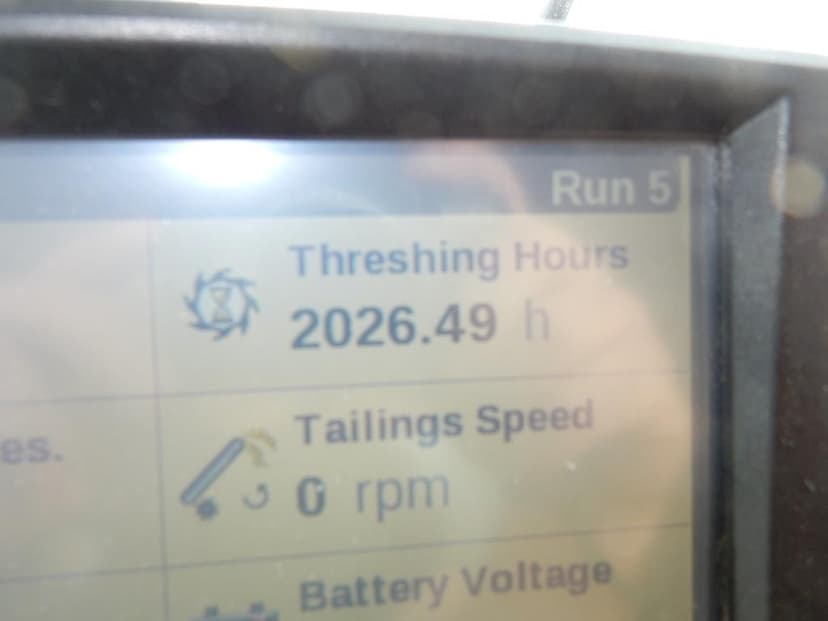 Run 5
Threshing Hours
2026.49 h
Tailings Speed
es.
0 rpm
Battery Voltage